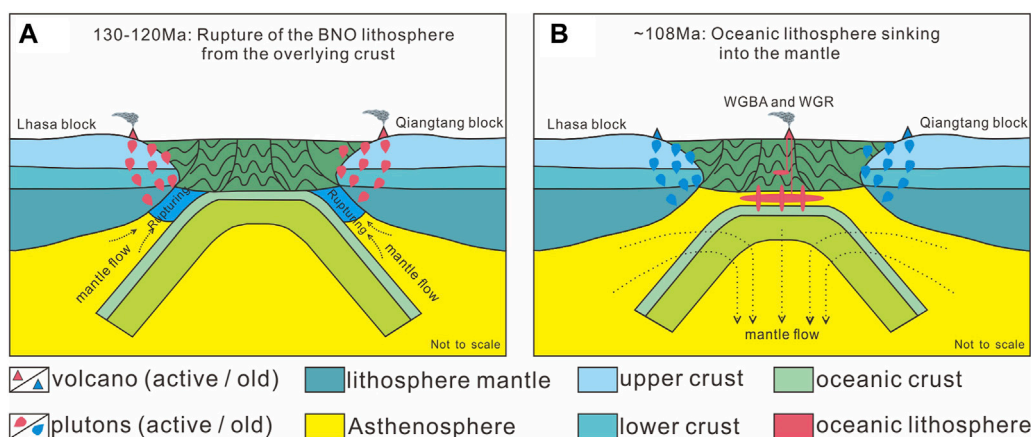 A
130-120Ma: Rupture of the BNO lithosphere
from the overlying crust
Lhasa block
Qiangtang block
Rupturing
Rupturing
mantle flow
mantle flow
Not to scale
B
~108Ma: Oceanic lithosphere sinking
into the mantle
WGBA and WGR
Lhasa block
Qiangtang block
mantle flow
Not to scale
volcano (active / old)
lithosphere mantle
upper crust
oceanic crust
plutons (active / old)
Asthenosphere
lower crust
oceanic lithosphere